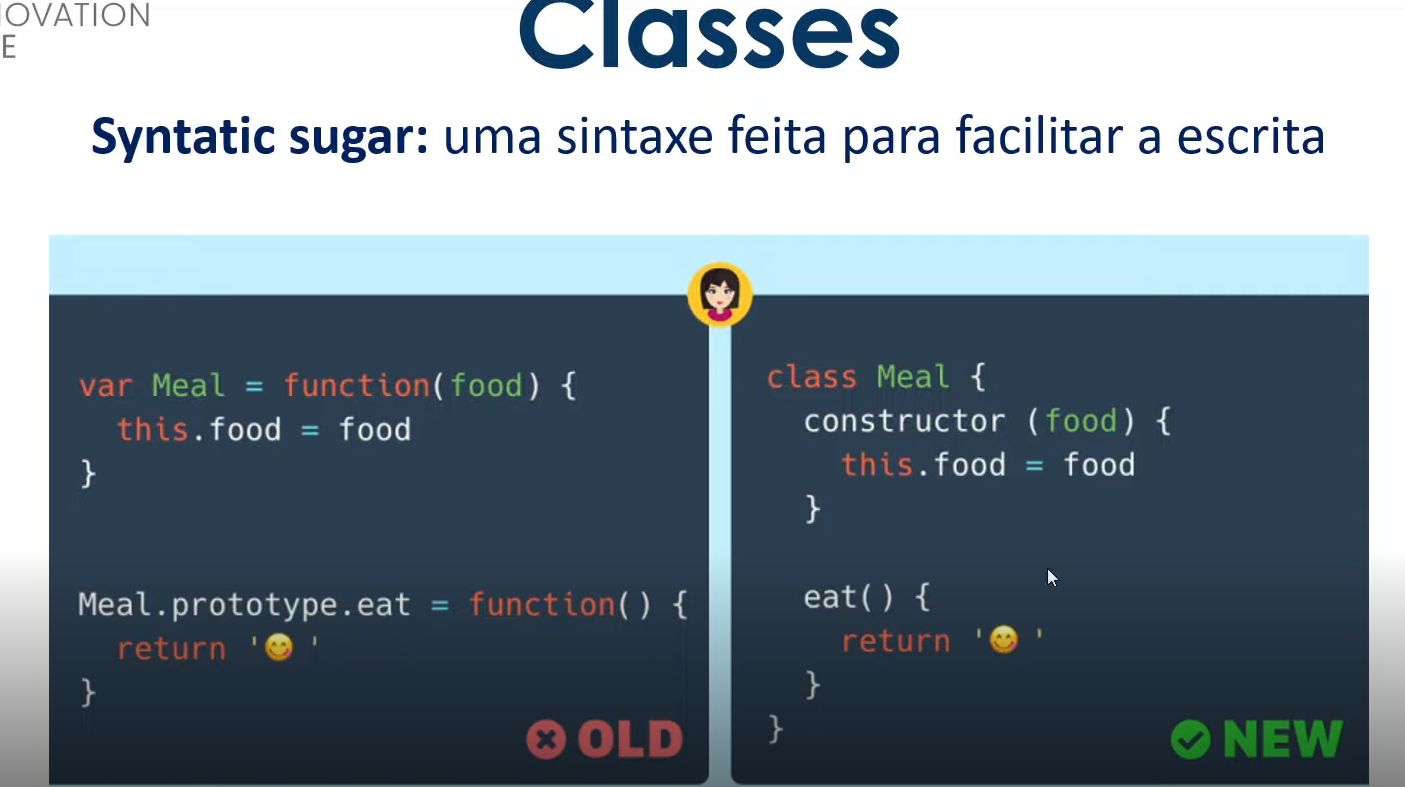 OVATION
E
Classes
Syntatic sugar: uma sintaxe feita para facilitar a escrita
var Meal = function(food) {
this.food = food
}
Meal.prototype.eat = function() {
return '😋 '
}
OLD
class Meal {
constructor (food) {
this.food = food
}
eat() {
return '😋 '
}
}
NEW